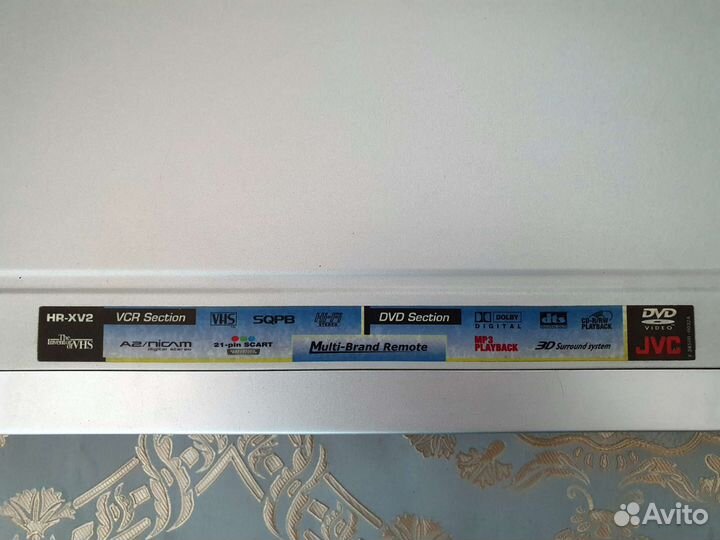 HR-XV2
The Inventor of VHS
VCR Section
VHS
SQPB
Hi-Fi
STEREO
A2/NICAM
21-pin SCART
Multi-Brand Remote
DVD Section
DOLBY
DIGITAL
dts
CD-R/RW
PLAYBACK
MP3
PLAYBACK
3D Surround system
DVD
VIDEO
JVC
Avito